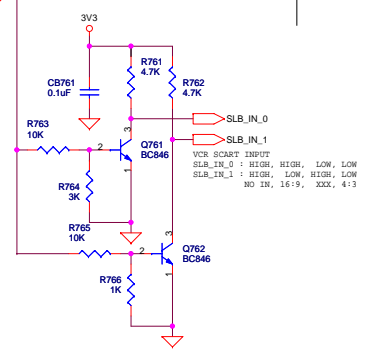 3V3
R761
4.7K
R762
4.7K
CB761
0.1uF
SLB_IN_0
R763
10K
3
2
Q761
BC846
1
SLB_IN_1
VCR SCART INPUT
SLB_IN_0 : HIGH, HIGH, LOW, LOW
SLB_IN_1 : HIGH, LOW, HIGH, LOW
NO IN, 16:9, XXX, 4:3
R764
3K
R765
10K
3
2
Q762
BC846
1
R766
1K